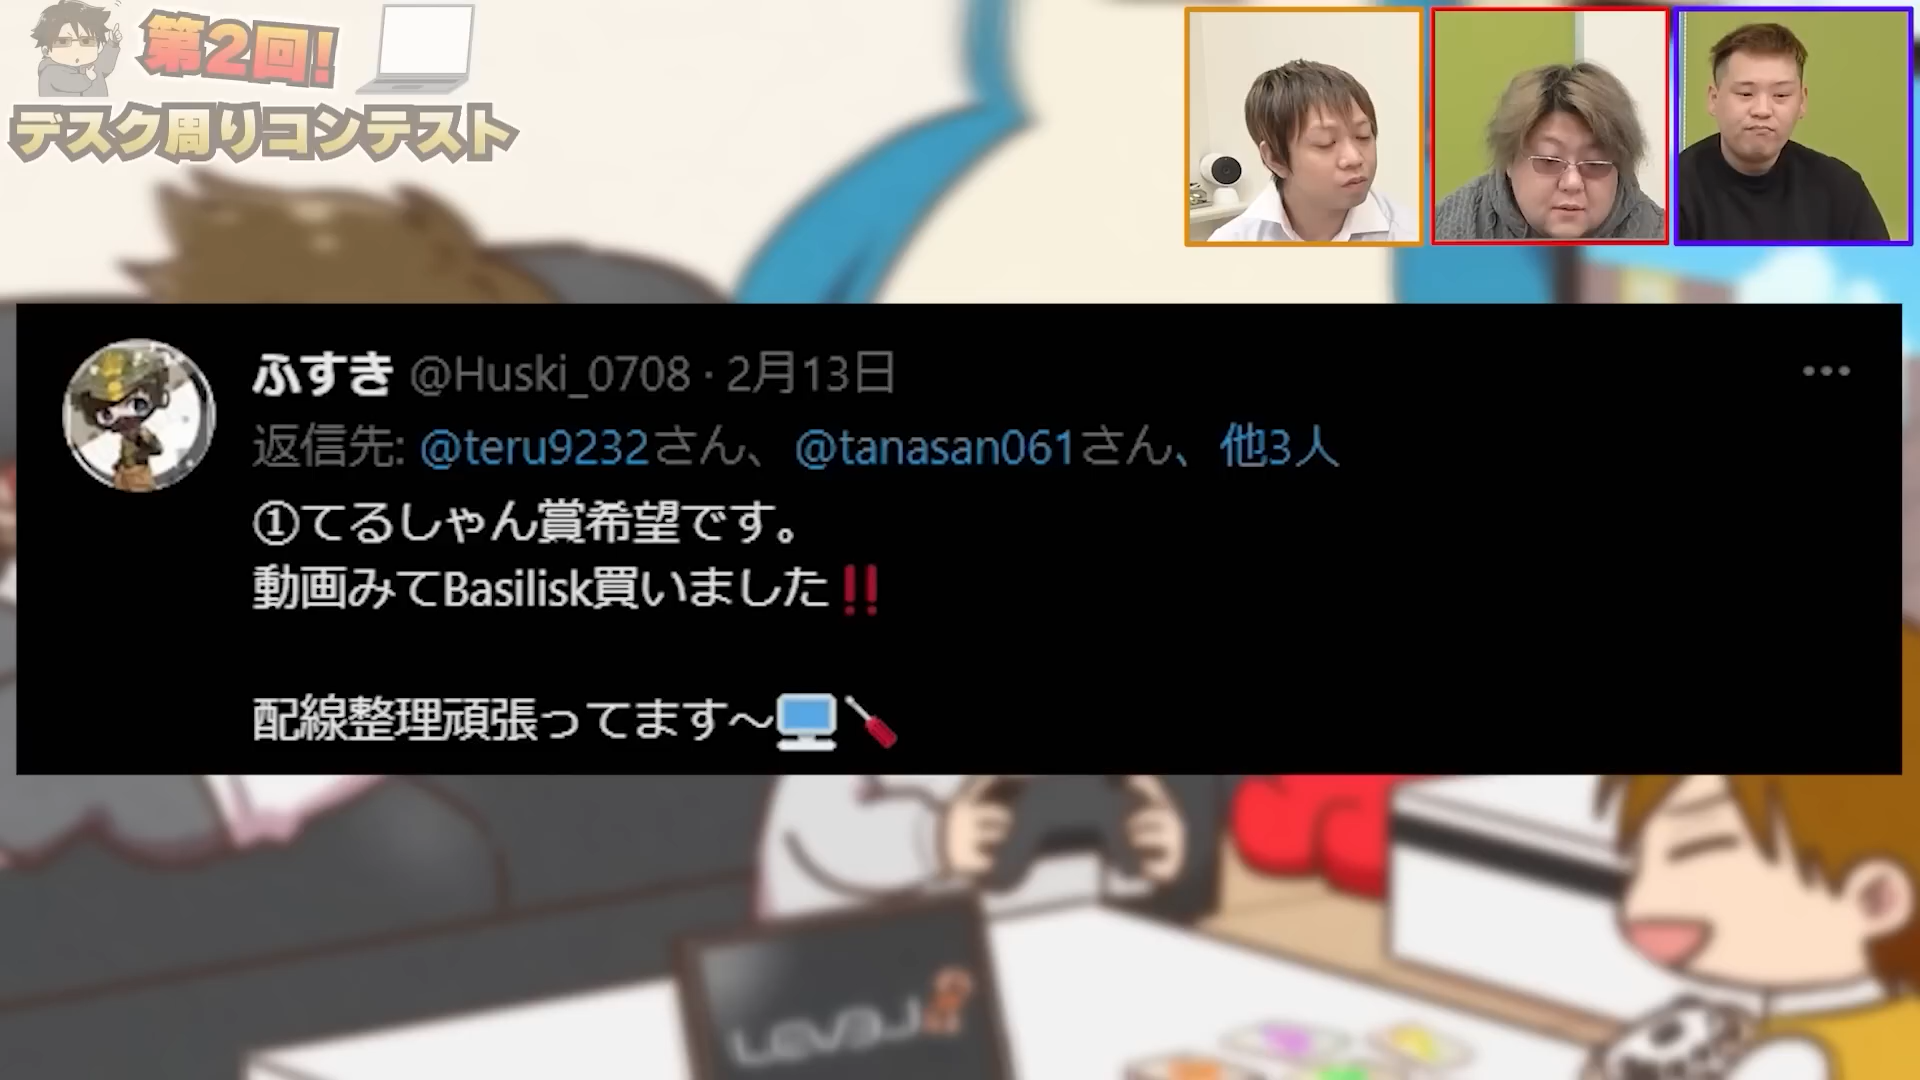 第2回!
デスク周りコンテスト
ふすき @Huski_0708 · 2月13日
返信先: @teru9232さん、 @tanasan061さん、他3人
①てるしゃん賞希望です。
動画みてBasilisk買いました‼
配線整理頑張ってます～🖥🪛
LEVEL